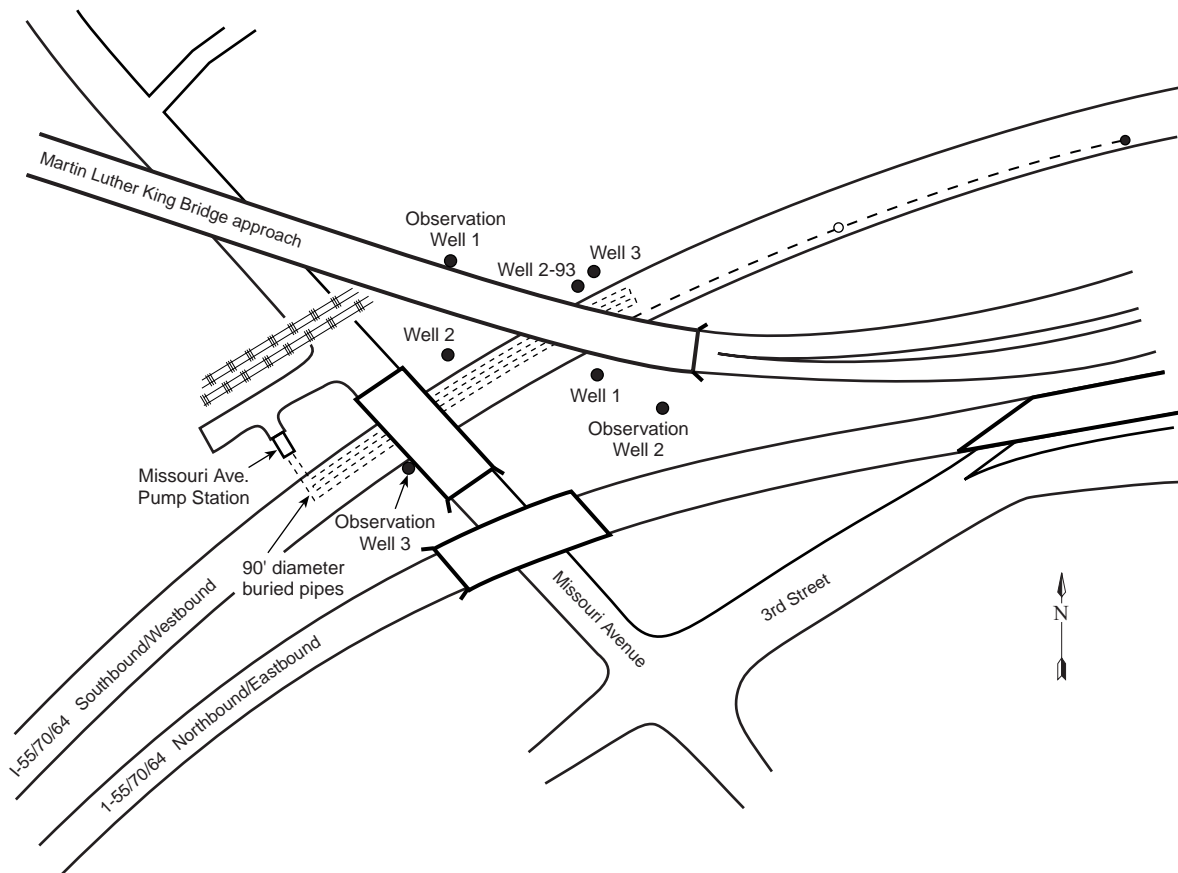 Martin Luther King Bridge approach
Observation
Well 1
Well 3
Well 2-93
Well 2
Well 1
Observation
Well 2
Missouri Ave.
Pump Station
Observation
Well 3
90' diameter
buried pipes
Missouri Avenue
3rd Street
N
I-55/70/64 Southbound/Westbound
1-55/70/64 Northbound/Eastbound